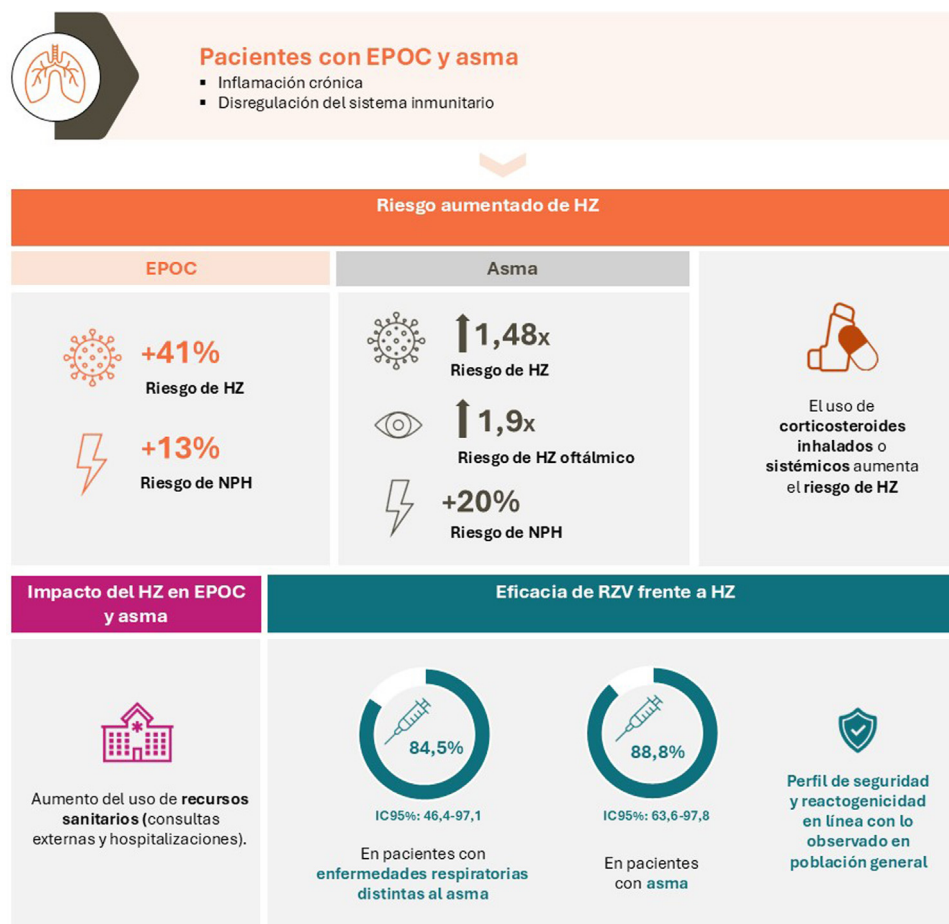 Pacientes con EPOC y asma
▪ Inflamación crónica
▪ Disregulación del sistema inmunitario
Riesgo aumentado de HZ
EPOC
+41%
Riesgo de HZ
+13%
Riesgo de NPH
Asma
1,48x
Riesgo de HZ
1,9x
Riesgo de HZ oftálmico
+20%
Riesgo de NPH
El uso de
corticosteroides
inhalados o
sistémicos aumenta
el riesgo de HZ
Impacto del HZ en EPOC
y asma
Aumento del uso de recursos
sanitarios (consultas
externas y hospitalizaciones).
Eficacia de RZV frente a HZ
84,5%
IC95%: 46,4-97,1
En pacientes con
enfermedades respiratorias
distintas al asma
88,8%
IC95%: 63,6-97,8
En pacientes
con asma
Perfil de seguridad
y reactogenicidad
en línea con lo
observado en
población general